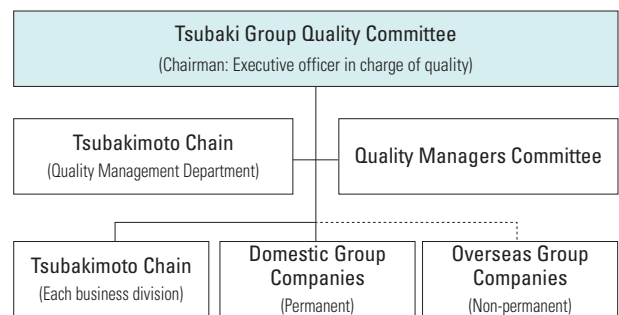 Tsubaki Group Quality Committee
(Chairman: Executive officer in charge of quality)
Tsubakimoto Chain
(Quality Management Department)
Quality Managers Committee
Tsubakimoto Chain
(Each business division)
Domestic Group
Companies
(Permanent)
Overseas Group
Companies
(Non-permanent)